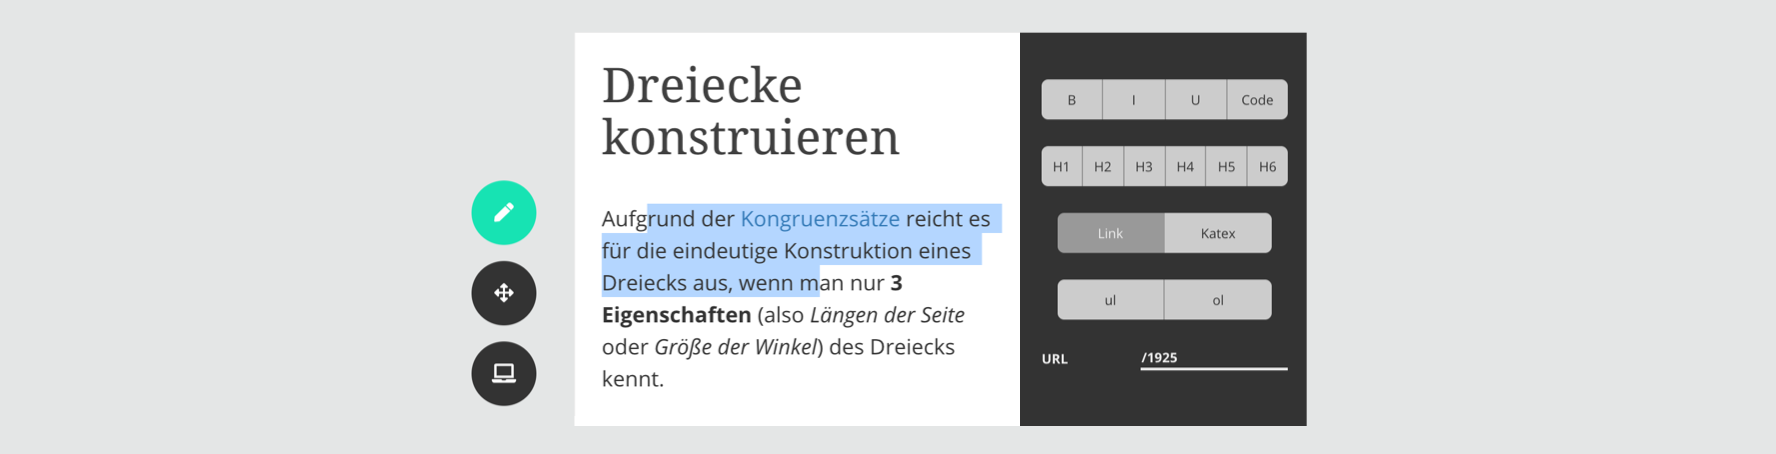 Dreiecke
konstruieren
Aufgrund der Kongruenzsätze reicht es
für die eindeutige Konstruktion eines
Dreiecks aus, wenn man nur 3
Eigenschaften (also Längen der Seite
oder Größe der Winkel) des Dreiecks
kennt.
B I U Code
H1 H2 H3 H4 H5 H6
Link Katex
ul ol
URL /1925